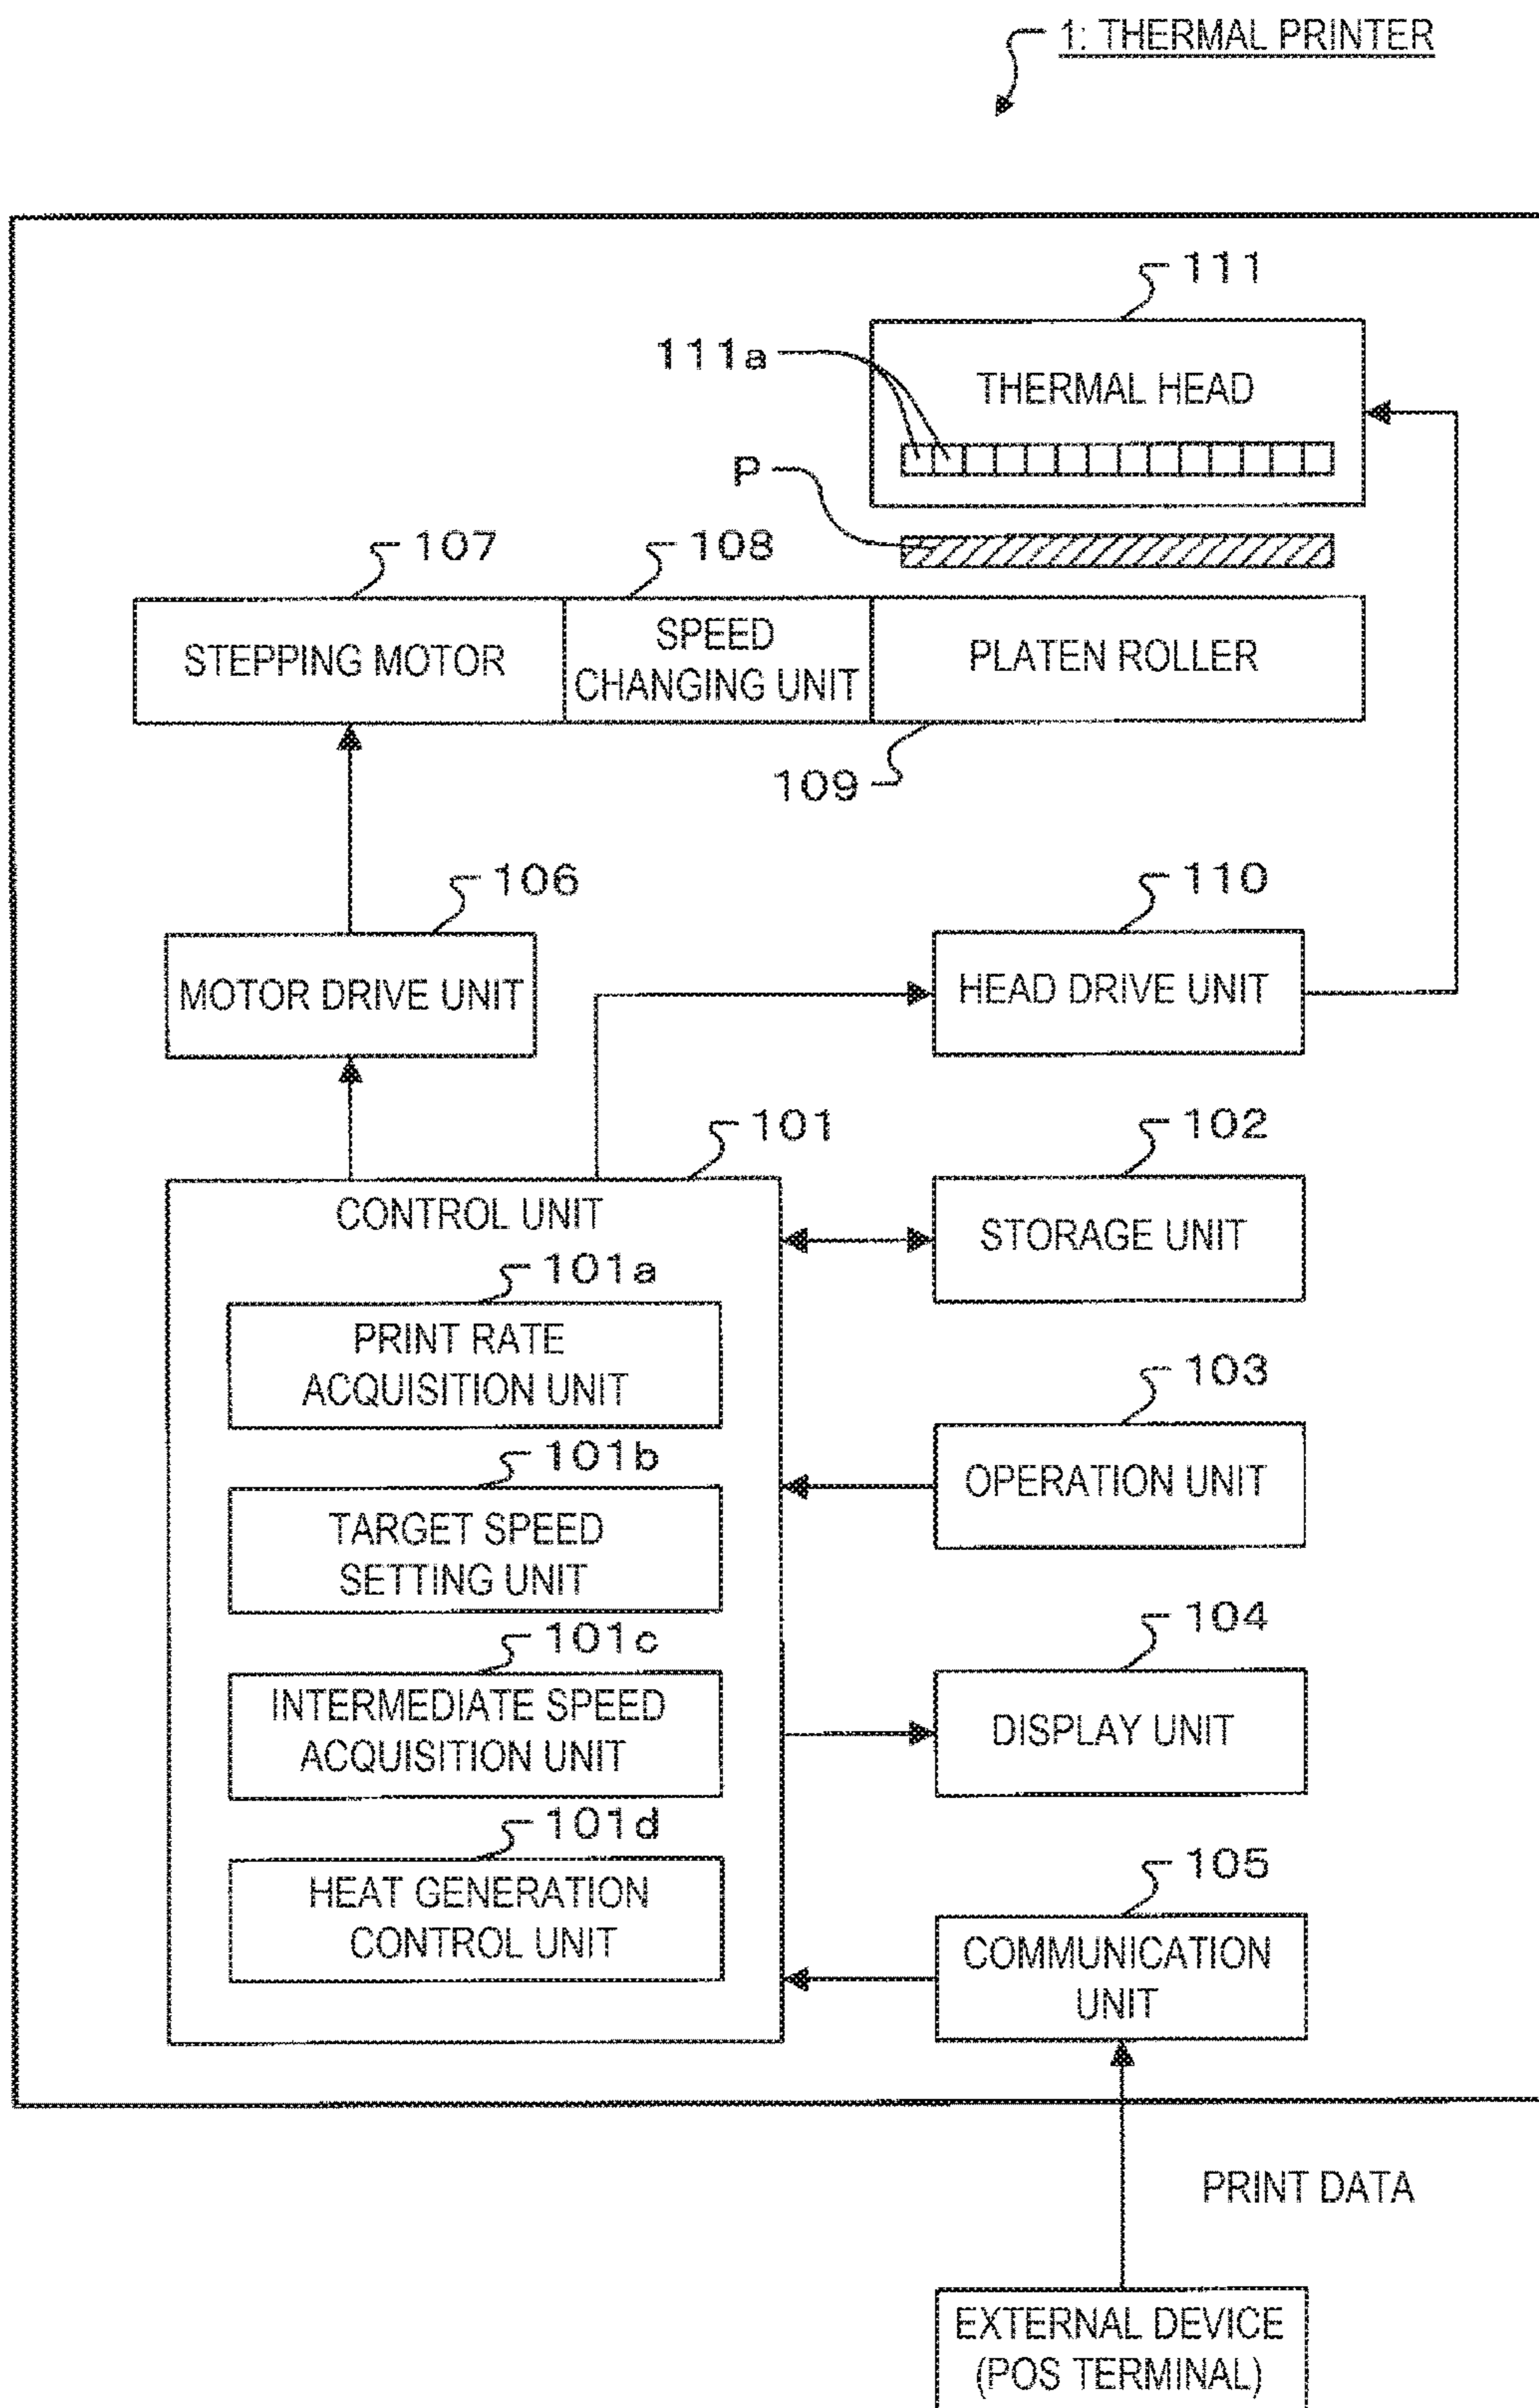 1: THERMAL PRINTER
111
111a
THERMAL HEAD
P
107
108
STEPPING MOTOR
SPEED
CHANGING UNIT
PLATEN ROLLER
109
106
110
MOTOR DRIVE UNIT
HEAD DRIVE UNIT
101
102
CONTROL UNIT
STORAGE UNIT
101a
PRINT RATE
ACQUISITION UNIT
103
101b
OPERATION UNIT
TARGET SPEED
SETTING UNIT
104
101c
INTERMEDIATE SPEED
ACQUISITION UNIT
DISPLAY UNIT
101d
105
HEAT GENERATION
CONTROL UNIT
COMMUNICATION
UNIT
PRINT DATA
EXTERNAL DEVICE
(POS TERMINAL)